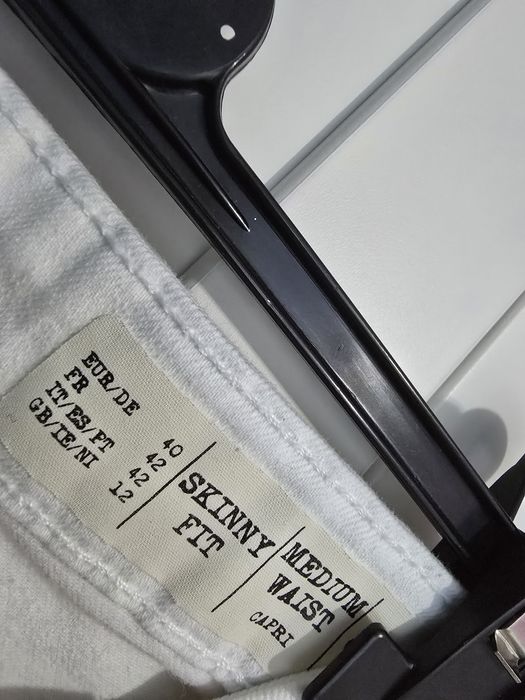 EUR/DE 40
FR 42
IT/ES/PT 42
GB/IE/NI 12
SKINNY
FIT
MEDIUM
WAIST
CAPRI